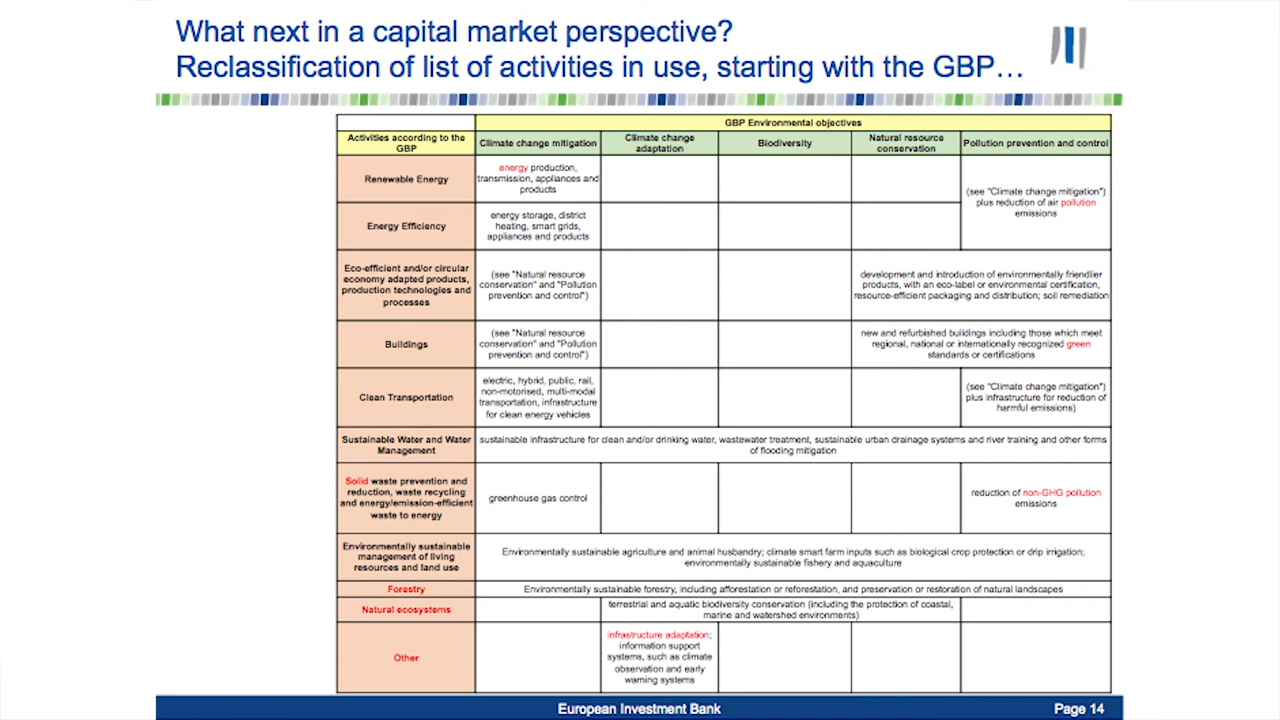 What next in a capital market perspective?
Reclassification of list of activities in use, starting with the GBP…
GBP Environmental objectives
Activities according to the
GBP
Climate change mitigation
Climate change
adaptation
Biodiversity
Natural resource
conservation
Pollution prevention and control
Renewable Energy
energy production,
transmission, appliances and
products
(see "Climate change mitigation")
plus reduction of air pollution
emissions
Energy Efficiency
energy storage, district
heating, smart grids,
appliances and products
Eco-efficient and/or circular
economy adapted products,
production technologies and
processes
(see "Natural resource
conservation" and "Pollution
prevention and control")
development and introduction of environmentally friendlier
products, with an eco-label or environmental certification,
resource-efficient packaging and distribution; soil remediation
Buildings
(see "Natural resource
conservation" and "Pollution
prevention and control")
new and refurbished buildings including those which meet
regional, national or internationally recognized green
standards or certifications
Clean Transportation
electric, hybrid, public, rail,
non-motorised, multi-modal
transportation, infrastructure
for clean energy vehicles
(see "Climate change mitigation")
plus infrastructure for reduction of
harmful emissions)
Sustainable Water and Water
Management
sustainable infrastructure for clean and/or drinking water, wastewater treatment, sustainable urban drainage systems and river training and other forms
of flooding mitigation
Solid waste prevention and
reduction, waste recycling
and energy/emission-efficient
waste to energy
greenhouse gas control
reduction of non-GHG pollution
emissions
Environmentally sustainable
management of living
resources and land use
Environmentally sustainable agriculture and animal husbandry; climate smart farm inputs such as biological crop protection or drip irrigation;
environmentally sustainable fishery and aquaculture
Forestry
Environmentally sustainable forestry, including afforestation or reforestation, and preservation or restoration of natural landscapes
Natural ecosystems
terrestrial and aquatic biodiversity conservation (including the protection of coastal,
marine and watershed environments)
Other
infrastructure adaptation;
information support
systems, such as climate
observation and early
warning systems
European Investment Bank
Page 14